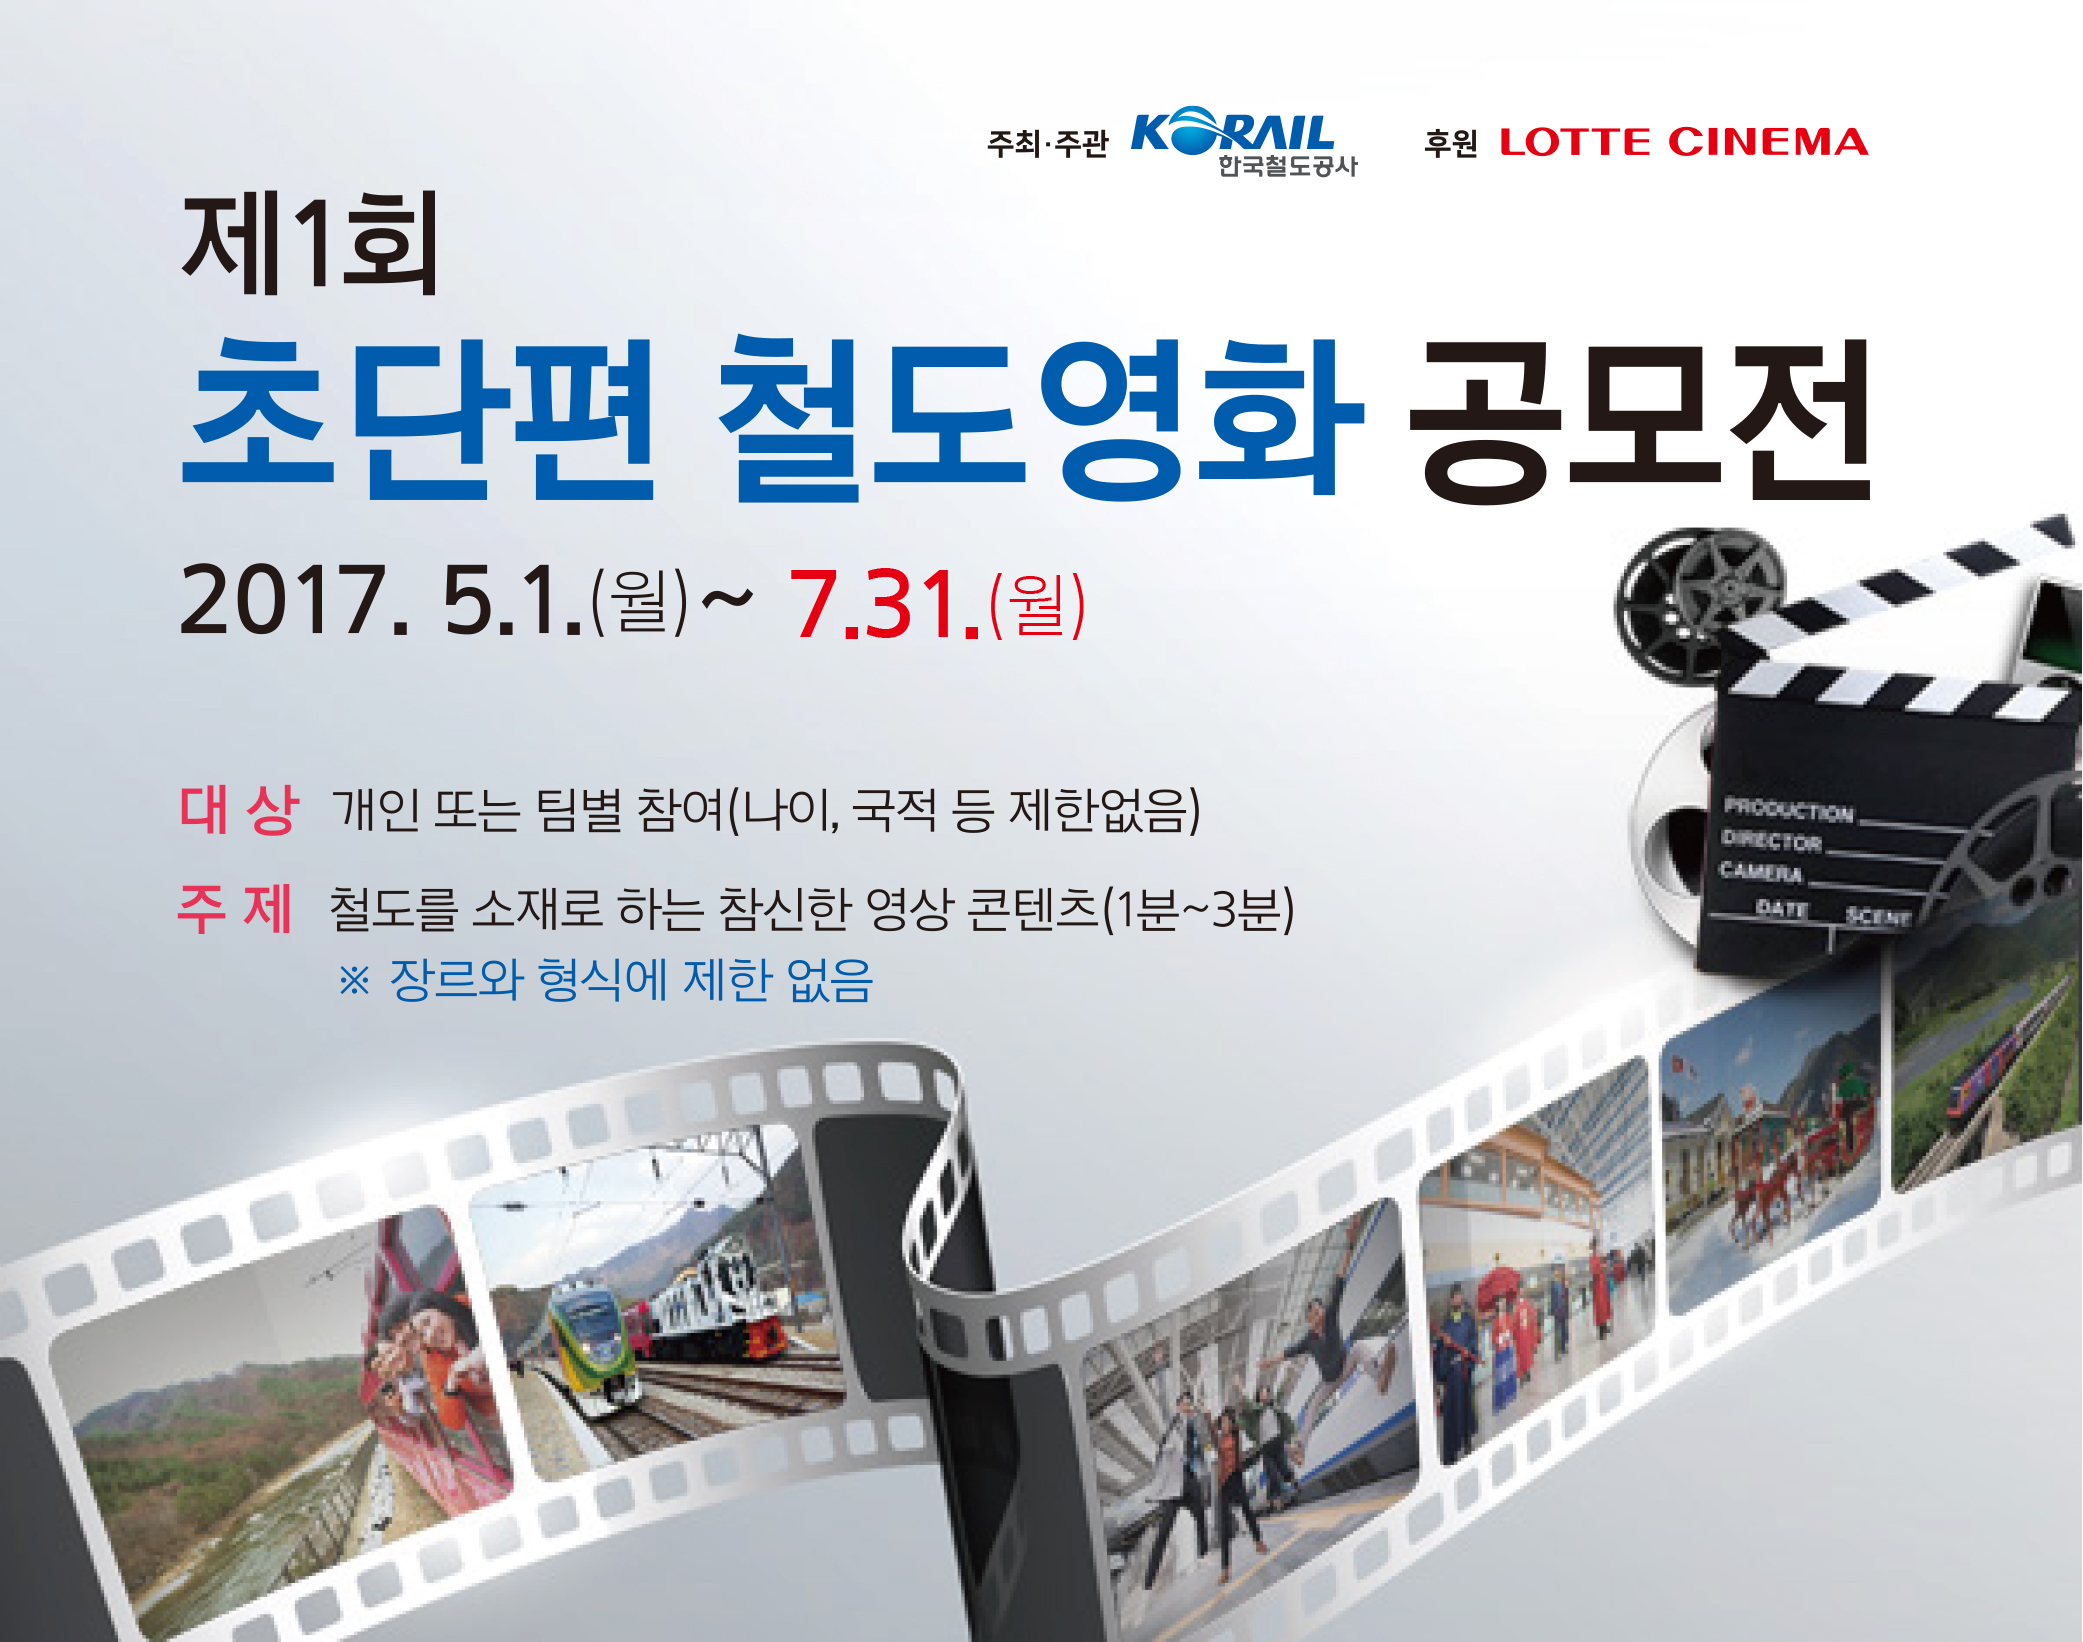 주최·주관 KORAIL 한국철도공사 후원 LOTTE CINEMA
제1회
초단편 철도영화 공모전
2017. 5.1.(월)~ 7.31.(월)
대 상 개인 또는 팀별 참여(나이, 국적 등 제한없음)
주 제 철도를 소재로 하는 참신한 영상 콘텐츠(1분~3분)
※ 장르와 형식에 제한 없음
PRODUCTION
DIRECTOR
CAMERA
DATE SCENE